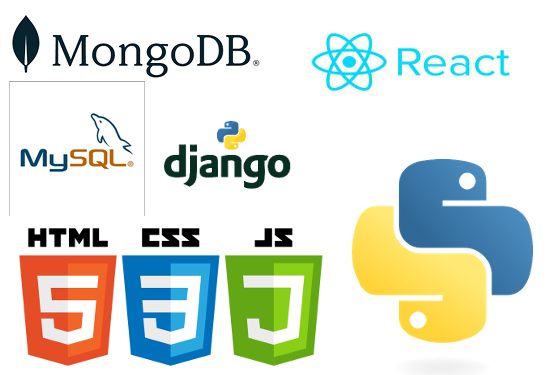 MongoDB®
React
MySQL®
django
HTML CSS JS
5 3 J